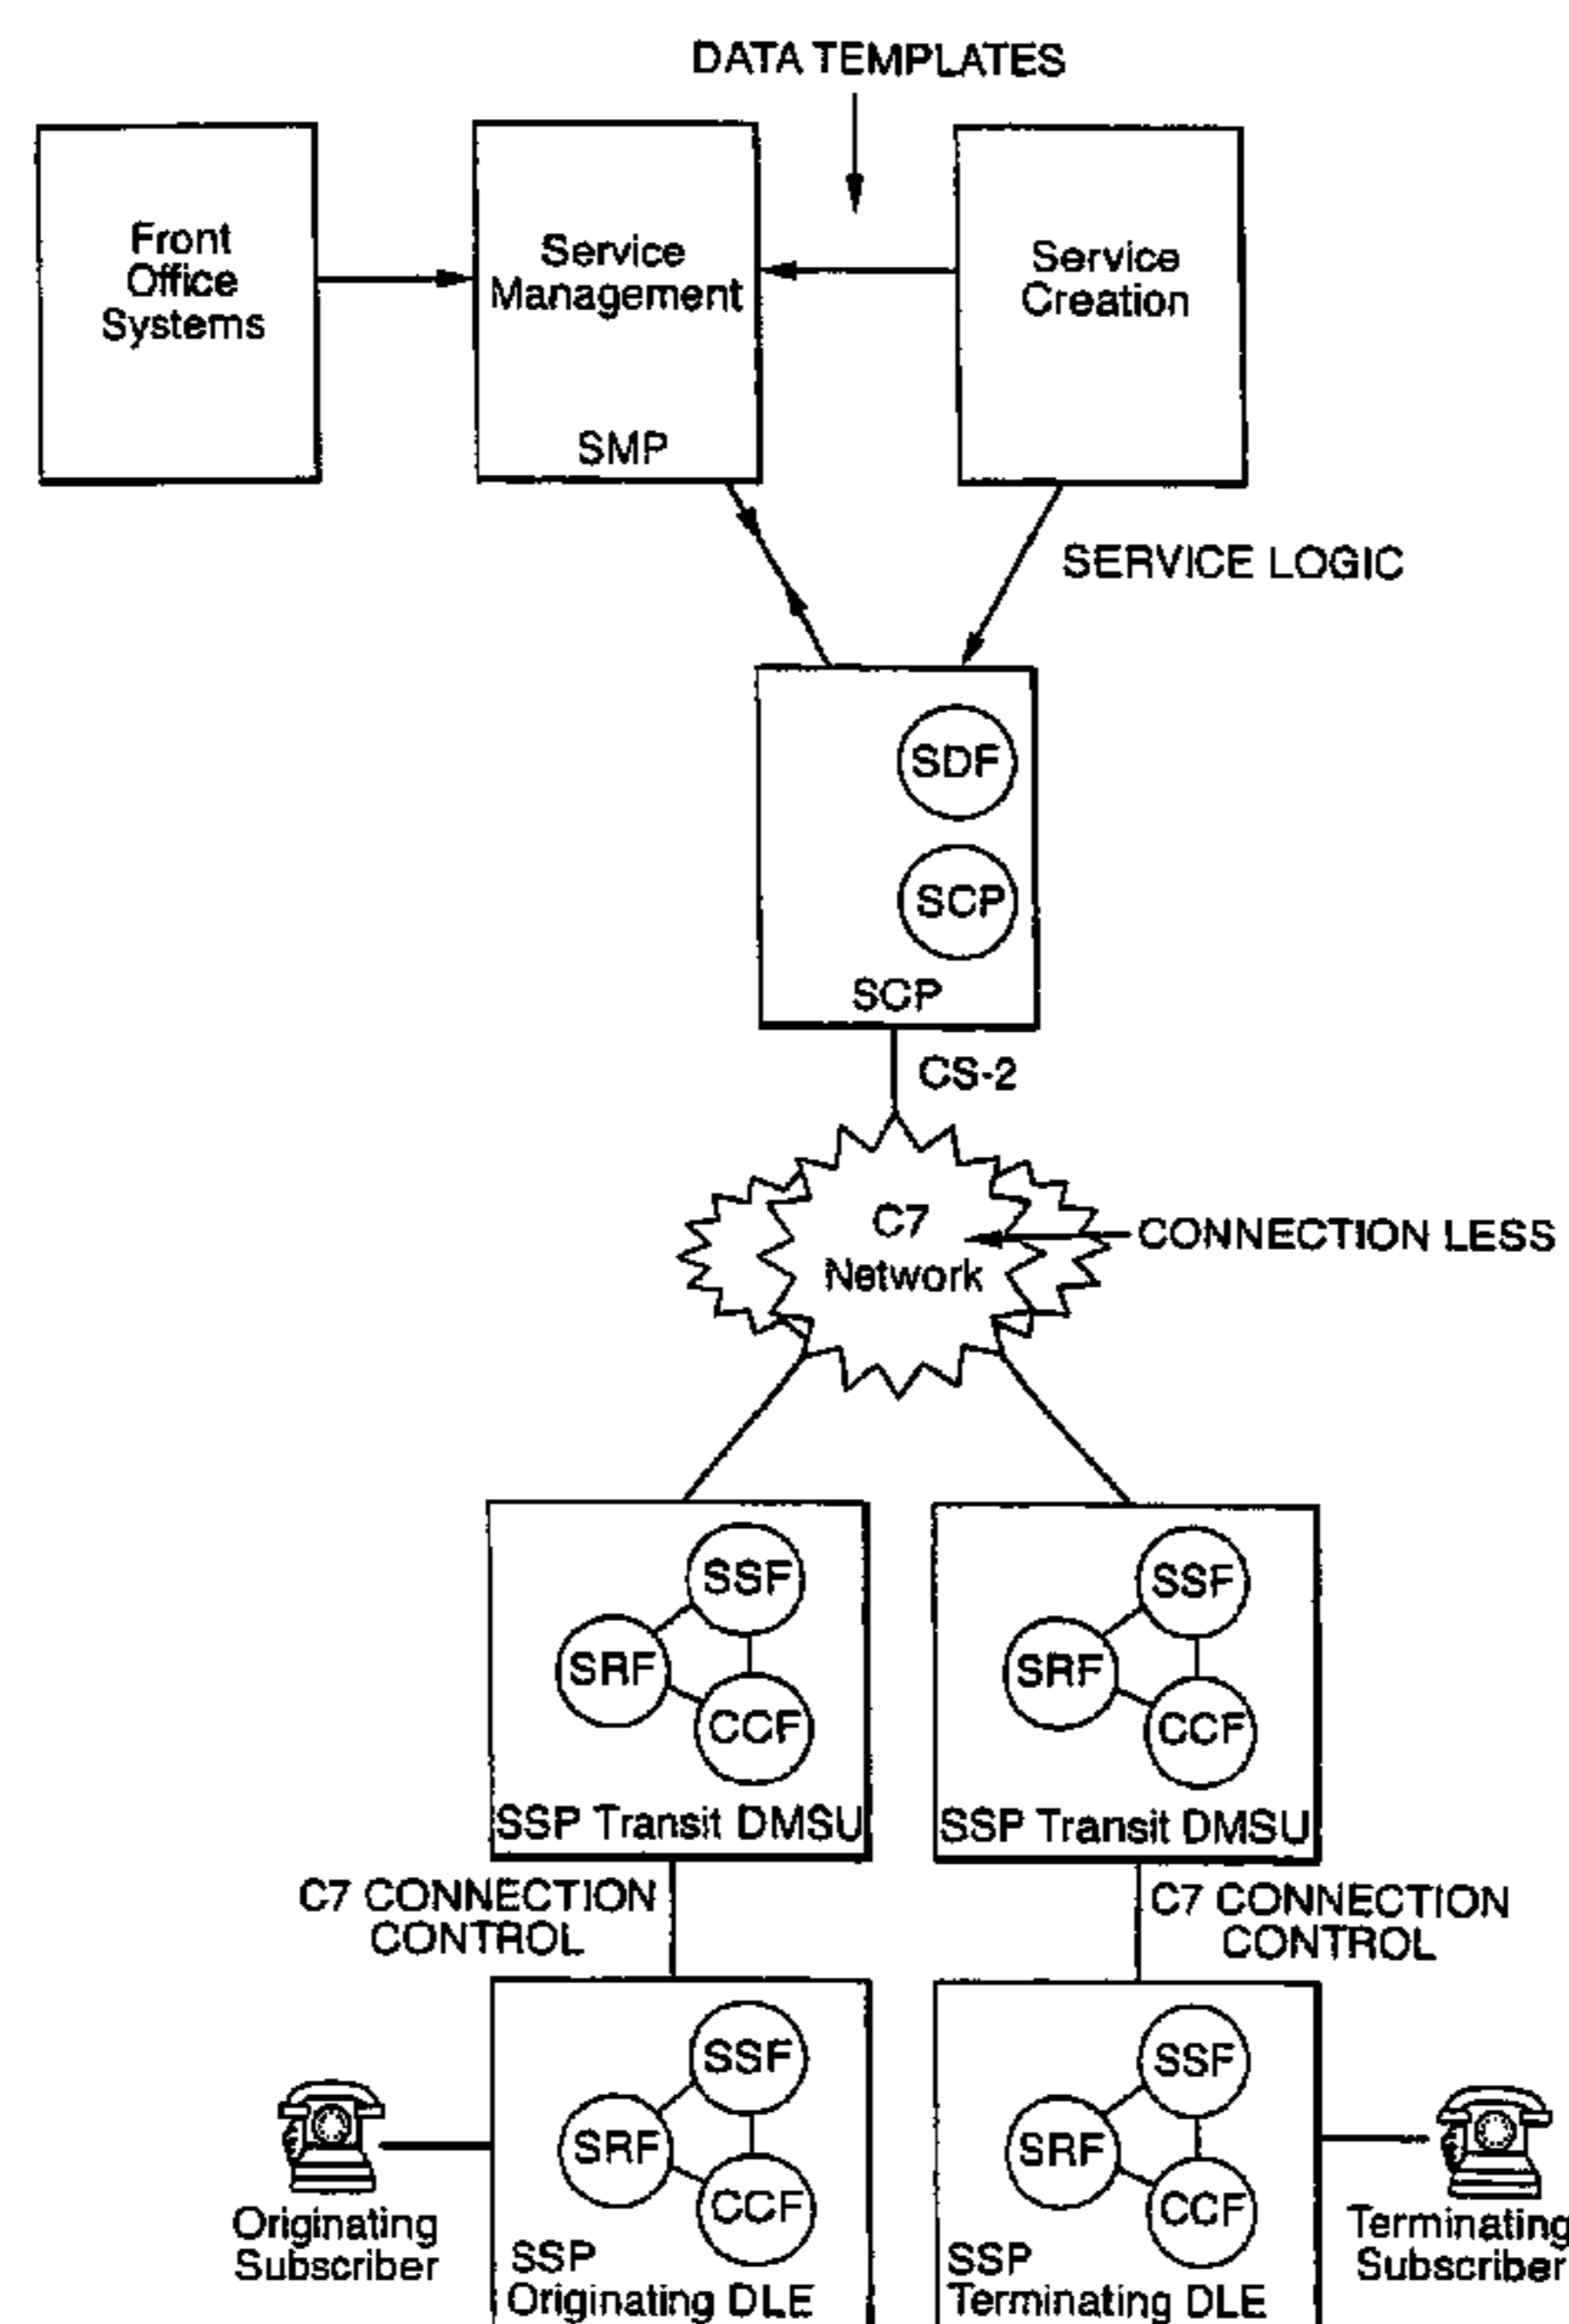 DATA TEMPLATES
Front
Office
Systems
Service
Management
SMP
Service
Creation
SERVICE LOGIC
SDF
SCP
SCP
CS-2
C7
Network
CONNECTION LESS
SSF
SRF
CCF
SSP Transit DMSU
SSF
SRF
CCF
SSP Transit DMSU
C7 CONNECTION
CONTROL
C7 CONNECTION
CONTROL
Originating
Subscriber
SSF
SRF
CCF
SSP
Originating DLE
SSF
SRF
CCF
SSP
Terminating DLE
Terminating
Subscriber